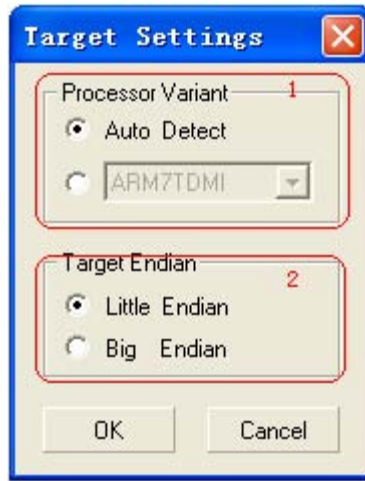 Target Settings
Processor Variant
1
Auto Detect
ARM7TDMI
Target Endian
2
Little Endian
Big Endian
OK Cancel